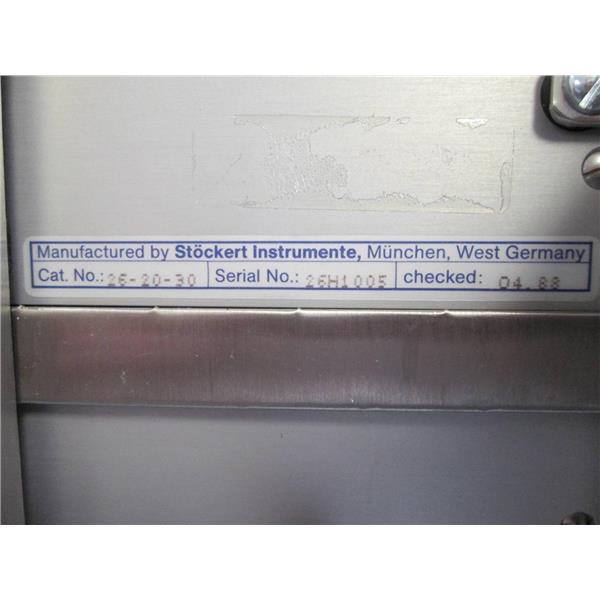 Manufactured by Stöckert Instrumente, München, West Germany
Cat. No.: 26-20-30 Serial No.: 26H1005 checked: 04.88